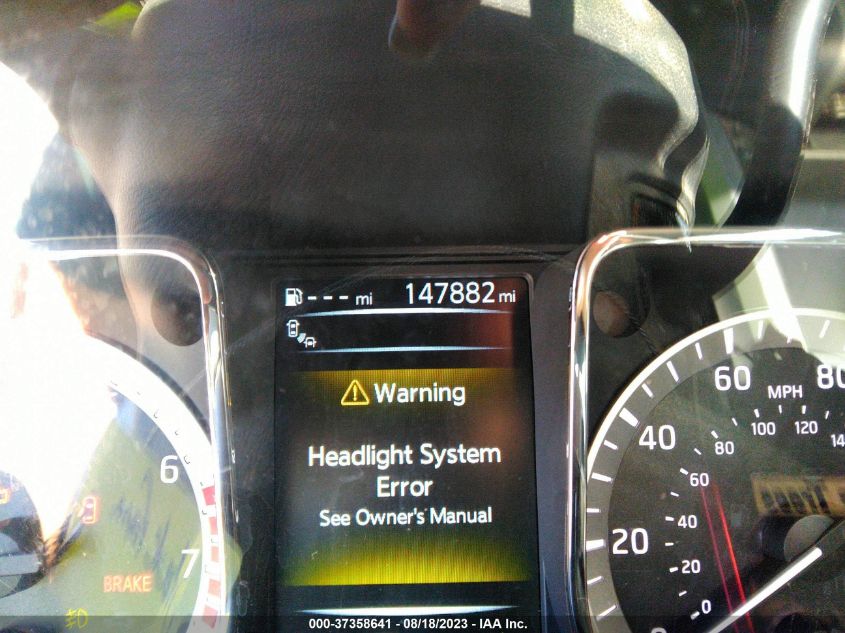 --- mi 147882 mi
Warning
Headlight System
Error
See Owner's Manual
6
7
BRAKE
60
80
MPH
100
120
40
80
60
40
20
20
0
000-37358641 - 08/18/2023 - IAA Inc.